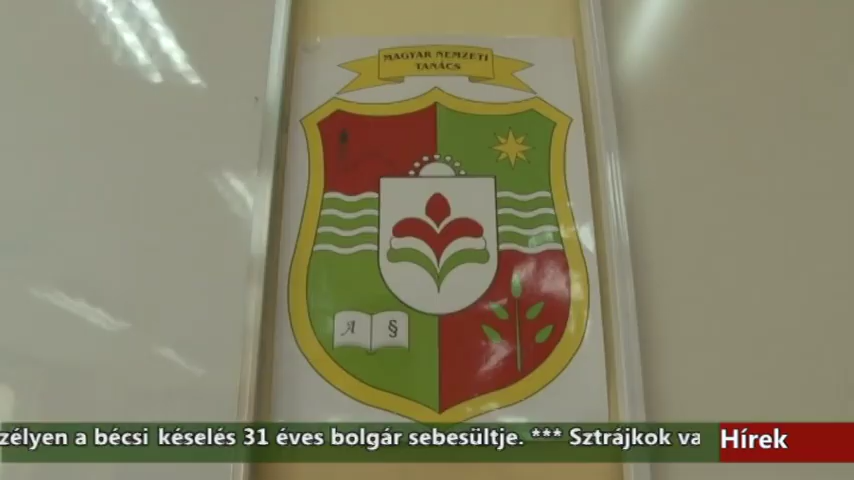 MAGYAR NEMZETI
TANÁCS
A §
zélyen a bécsi késelés 31 éves bolgár sebesültje. *** Sztrájkok va
Hírek